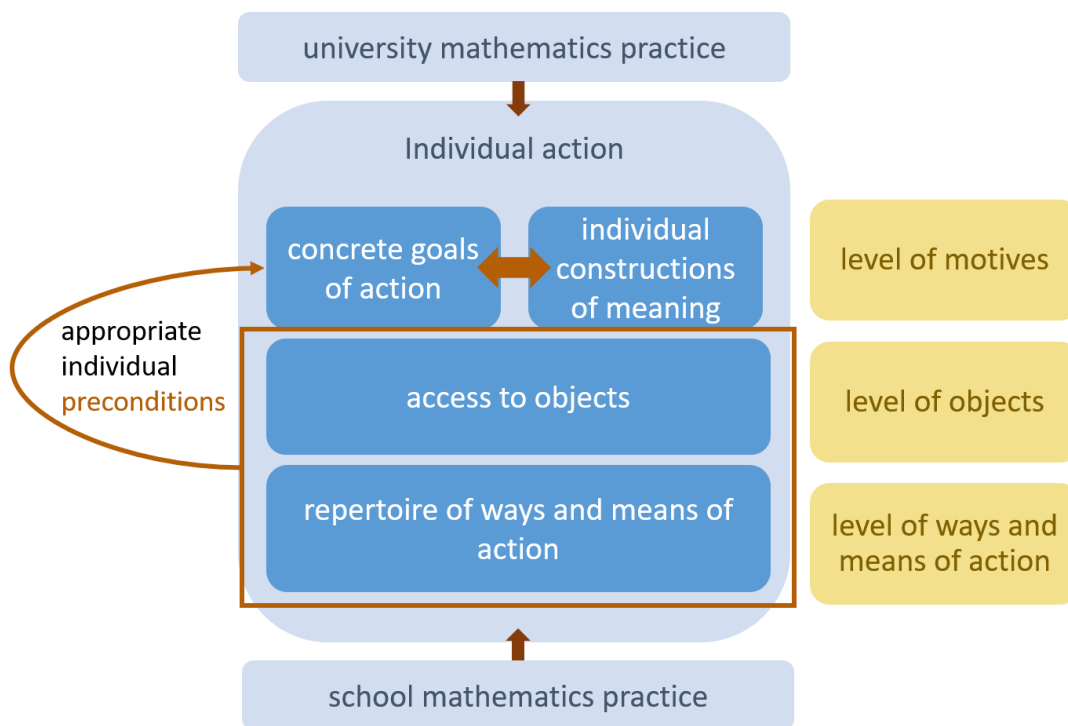 university mathematics practice
Individual action
concrete goals
of action
individual
constructions
of meaning
level of motives
appropriate
individual
preconditions
access to objects
level of objects
repertoire of ways and means of
action
level of ways and
means of action
school mathematics practice